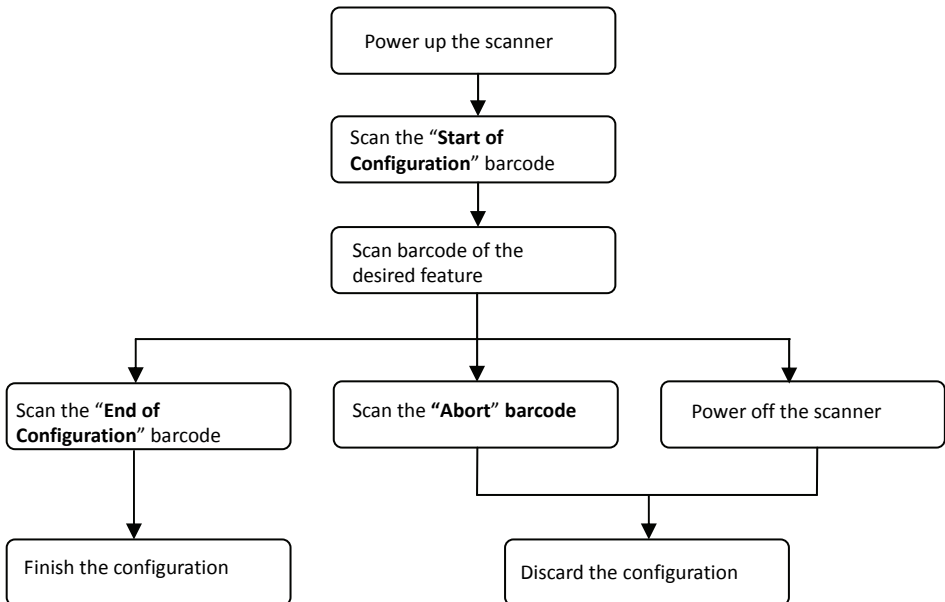 Power up the scanner
Scan the “Start of
Configuration” barcode
Scan barcode of the
desired feature
Scan the “End of
Configuration” barcode
Scan the “Abort” barcode
Power off the scanner
Finish the configuration
Discard the configuration